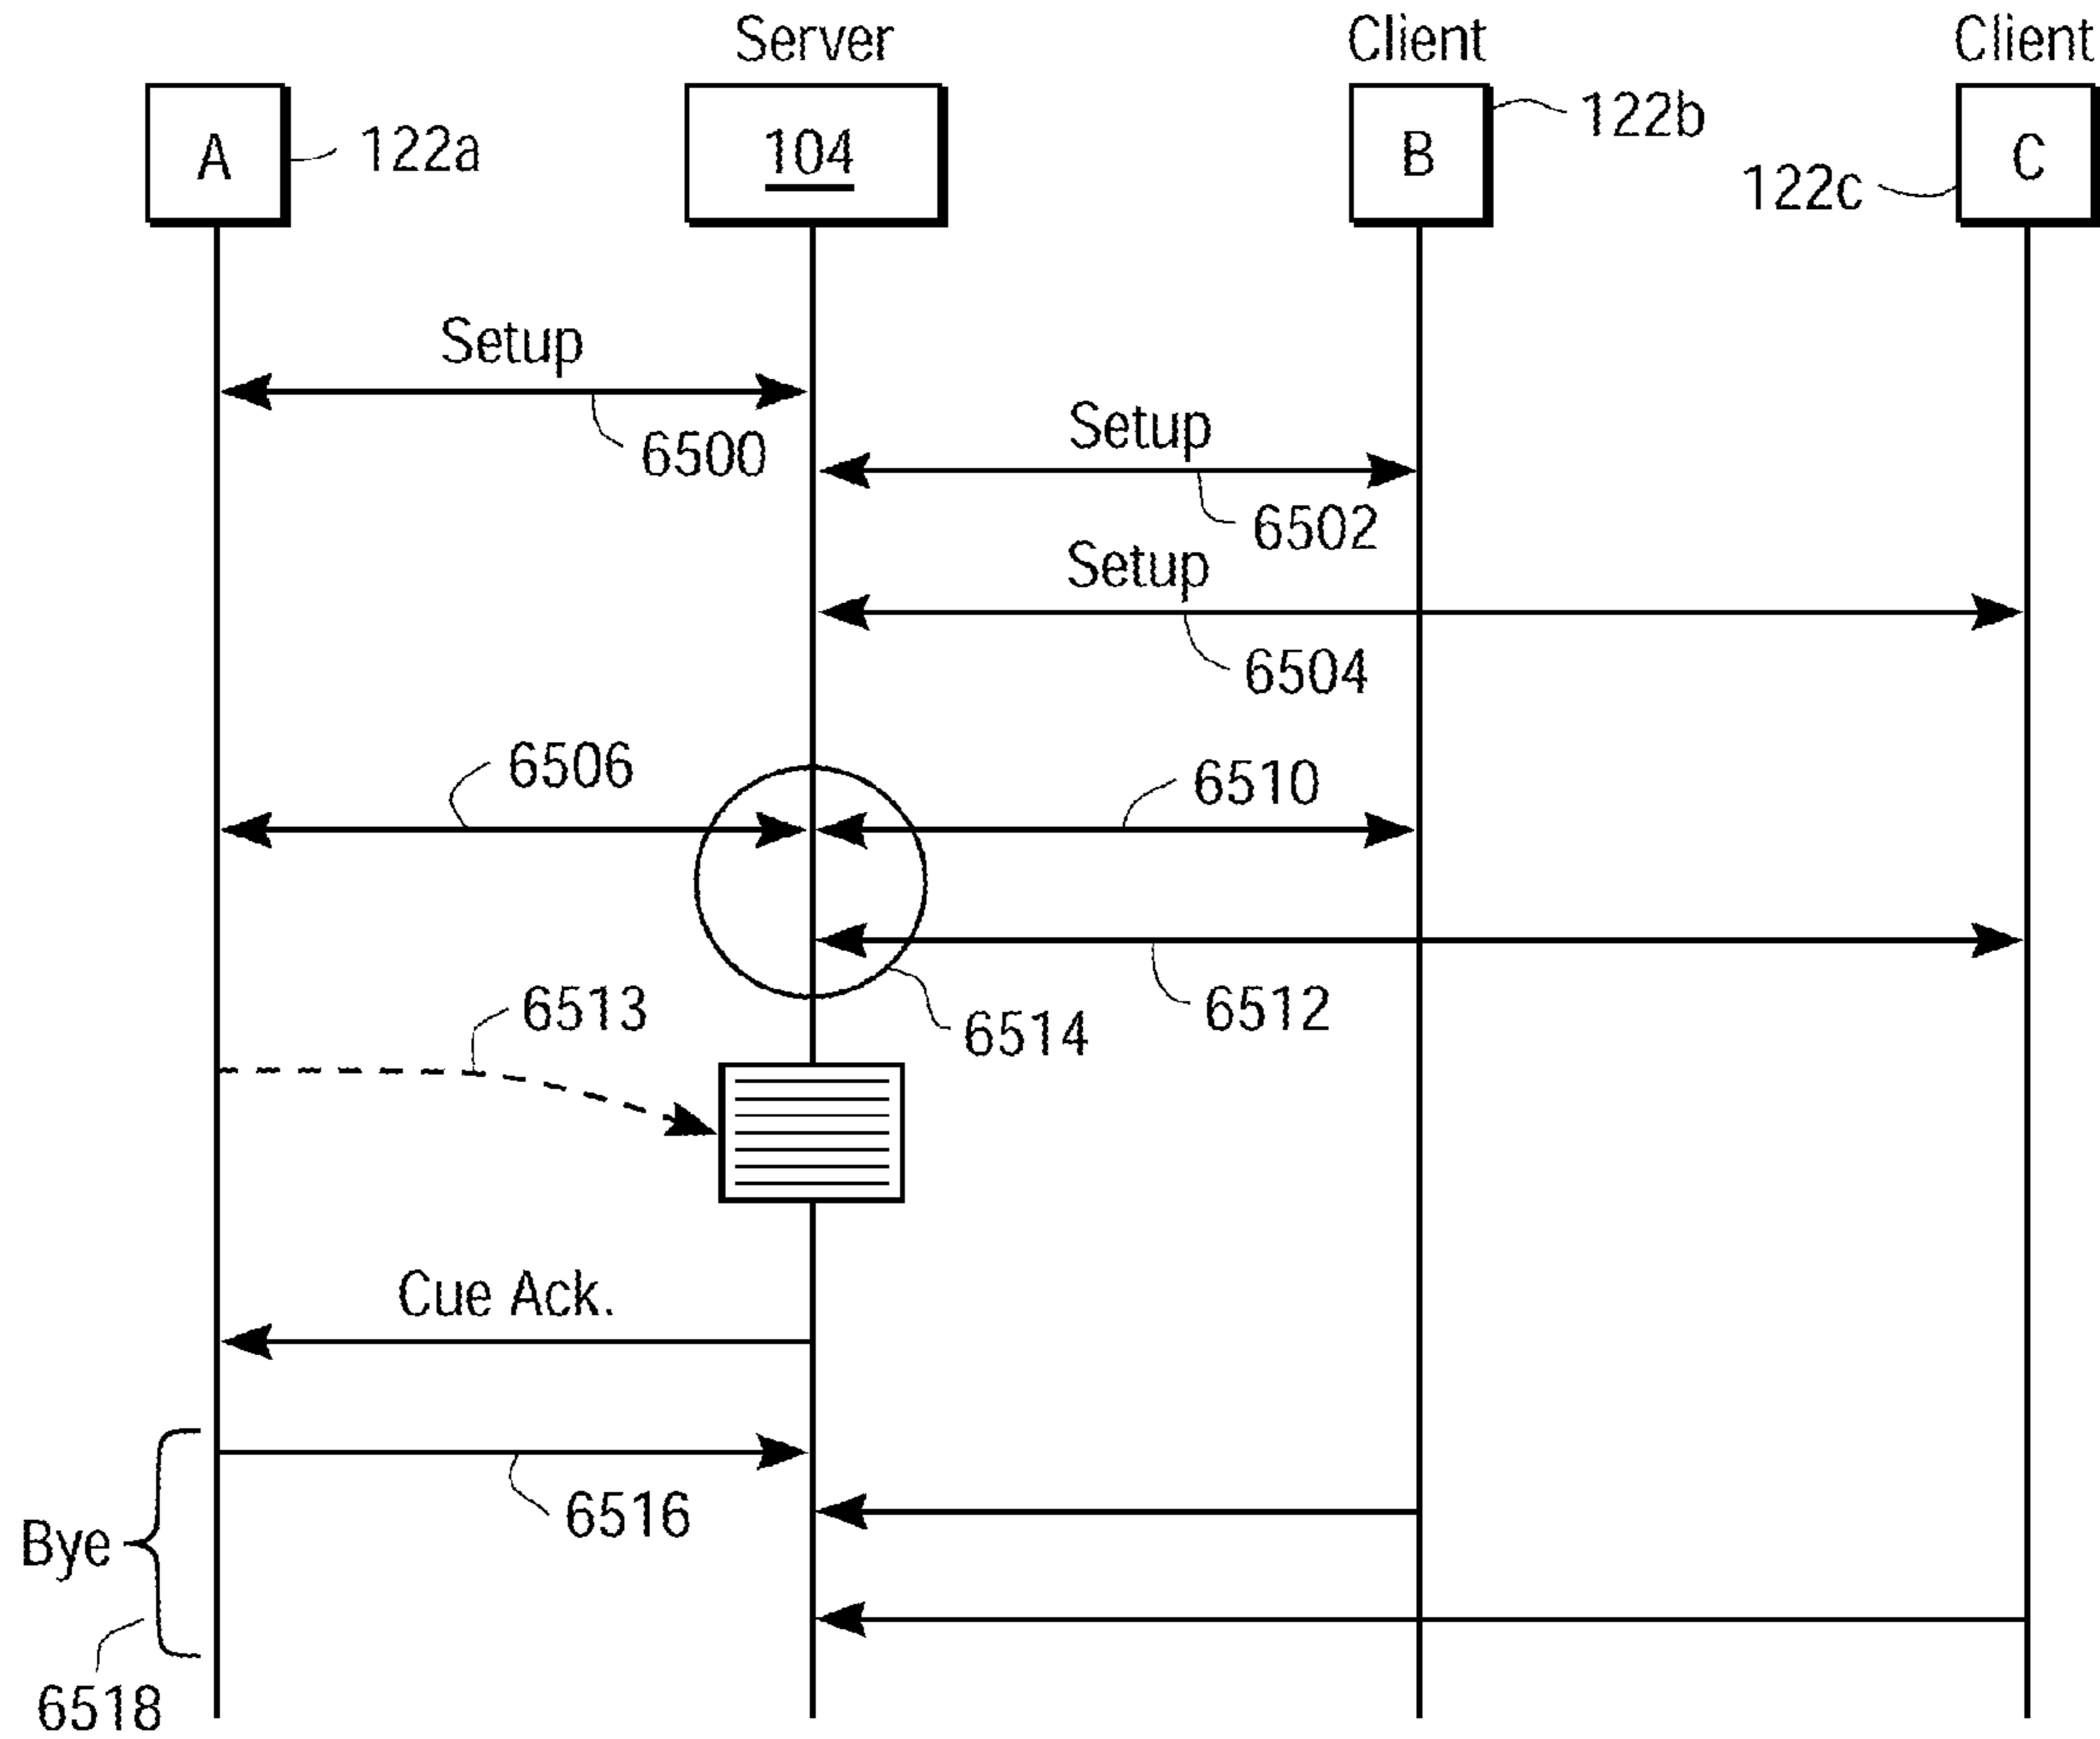 Server
Client
Client
A
122a
104
B
122b
122c
C
Setup
6500
Setup
6502
Setup
6504
6506
6510
6513
6514
6512
Cue Ack.
6516
Bye
6518